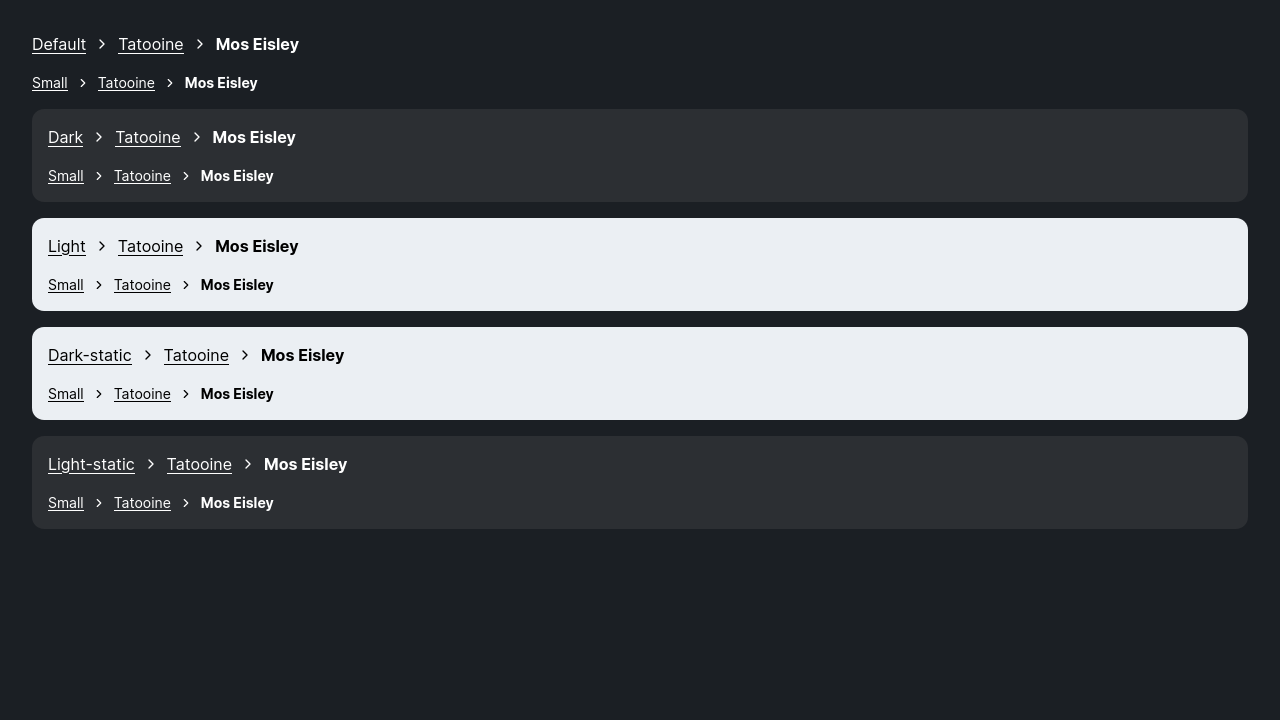 Default > Tatooine > Mos Eisley
Small > Tatooine > Mos Eisley
Dark > Tatooine > Mos Eisley
Small > Tatooine > Mos Eisley
Light > Tatooine > Mos Eisley
Small > Tatooine > Mos Eisley
Dark-static > Tatooine > Mos Eisley
Small > Tatooine > Mos Eisley
Light-static > Tatooine > Mos Eisley
Small > Tatooine > Mos Eisley